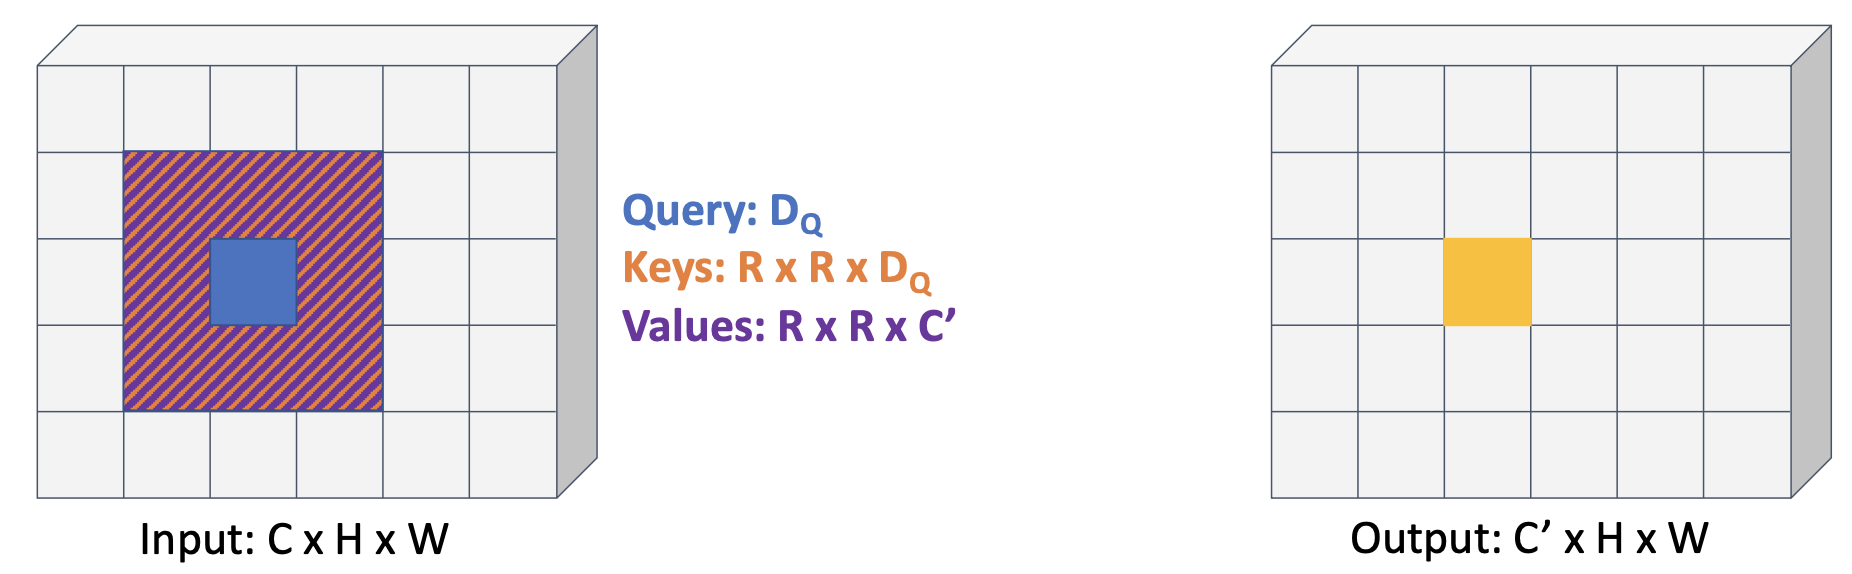 Query: D_Q
Keys: R x R x D_Q
Values: R x R x C’
Input: C x H x W
Output: C’ x H x W